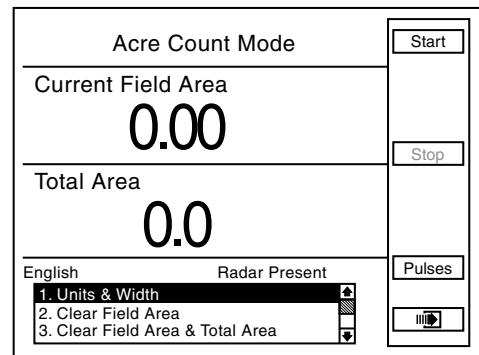 Acre Count Mode
Start
Current Field Area
0.00
Stop
Total Area
0.0
English Radar Present
Pulses
1. Units & Width
2. Clear Field Area
3. Clear Field Area & Total Area